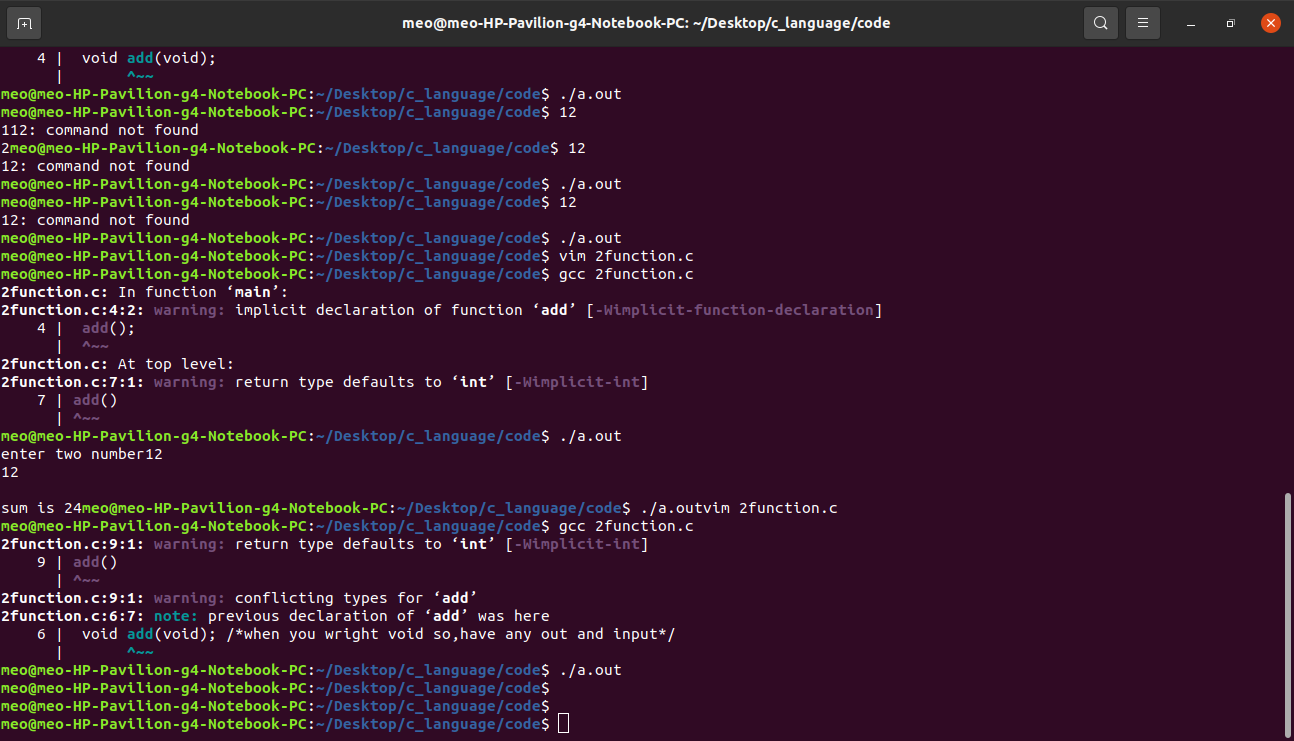 meo@meo-HP-Pavilion-g4-Notebook-PC: ~/Desktop/c_language/code
    4 |  void add(void);
      |       ^~~
meo@meo-HP-Pavilion-g4-Notebook-PC:~/Desktop/c_language/code$ ./a.out
meo@meo-HP-Pavilion-g4-Notebook-PC:~/Desktop/c_language/code$ 12
112: command not found
2meo@meo-HP-Pavilion-g4-Notebook-PC:~/Desktop/c_language/code$ 12
12: command not found
meo@meo-HP-Pavilion-g4-Notebook-PC:~/Desktop/c_language/code$ ./a.out
meo@meo-HP-Pavilion-g4-Notebook-PC:~/Desktop/c_language/code$ 12
12: command not found
meo@meo-HP-Pavilion-g4-Notebook-PC:~/Desktop/c_language/code$ ./a.out
meo@meo-HP-Pavilion-g4-Notebook-PC:~/Desktop/c_language/code$ vim 2function.c
meo@meo-HP-Pavilion-g4-Notebook-PC:~/Desktop/c_language/code$ gcc 2function.c
2function.c: In function ‘main’:
2function.c:4:2: warning: implicit declaration of function ‘add’ [-Wimplicit-function-declaration]
    4 |  add();
      |  ^~~
2function.c: At top level:
2function.c:7:1: warning: return type defaults to ‘int’ [-Wimplicit-int]
    7 | add()
      | ^~~
meo@meo-HP-Pavilion-g4-Notebook-PC:~/Desktop/c_language/code$ ./a.out
enter two number12
12

sum is 24meo@meo-HP-Pavilion-g4-Notebook-PC:~/Desktop/c_language/code$ ./a.outvim 2function.c
meo@meo-HP-Pavilion-g4-Notebook-PC:~/Desktop/c_language/code$ gcc 2function.c
2function.c:9:1: warning: return type defaults to ‘int’ [-Wimplicit-int]
    9 | add()
      | ^~~
2function.c:9:1: warning: conflicting types for ‘add’
2function.c:6:7: note: previous declaration of ‘add’ was here
    6 |  void add(void); /*when you wright void so,have any out and input*/
      |       ^~~
meo@meo-HP-Pavilion-g4-Notebook-PC:~/Desktop/c_language/code$ ./a.out
meo@meo-HP-Pavilion-g4-Notebook-PC:~/Desktop/c_language/code$
meo@meo-HP-Pavilion-g4-Notebook-PC:~/Desktop/c_language/code$
meo@meo-HP-Pavilion-g4-Notebook-PC:~/Desktop/c_language/code$